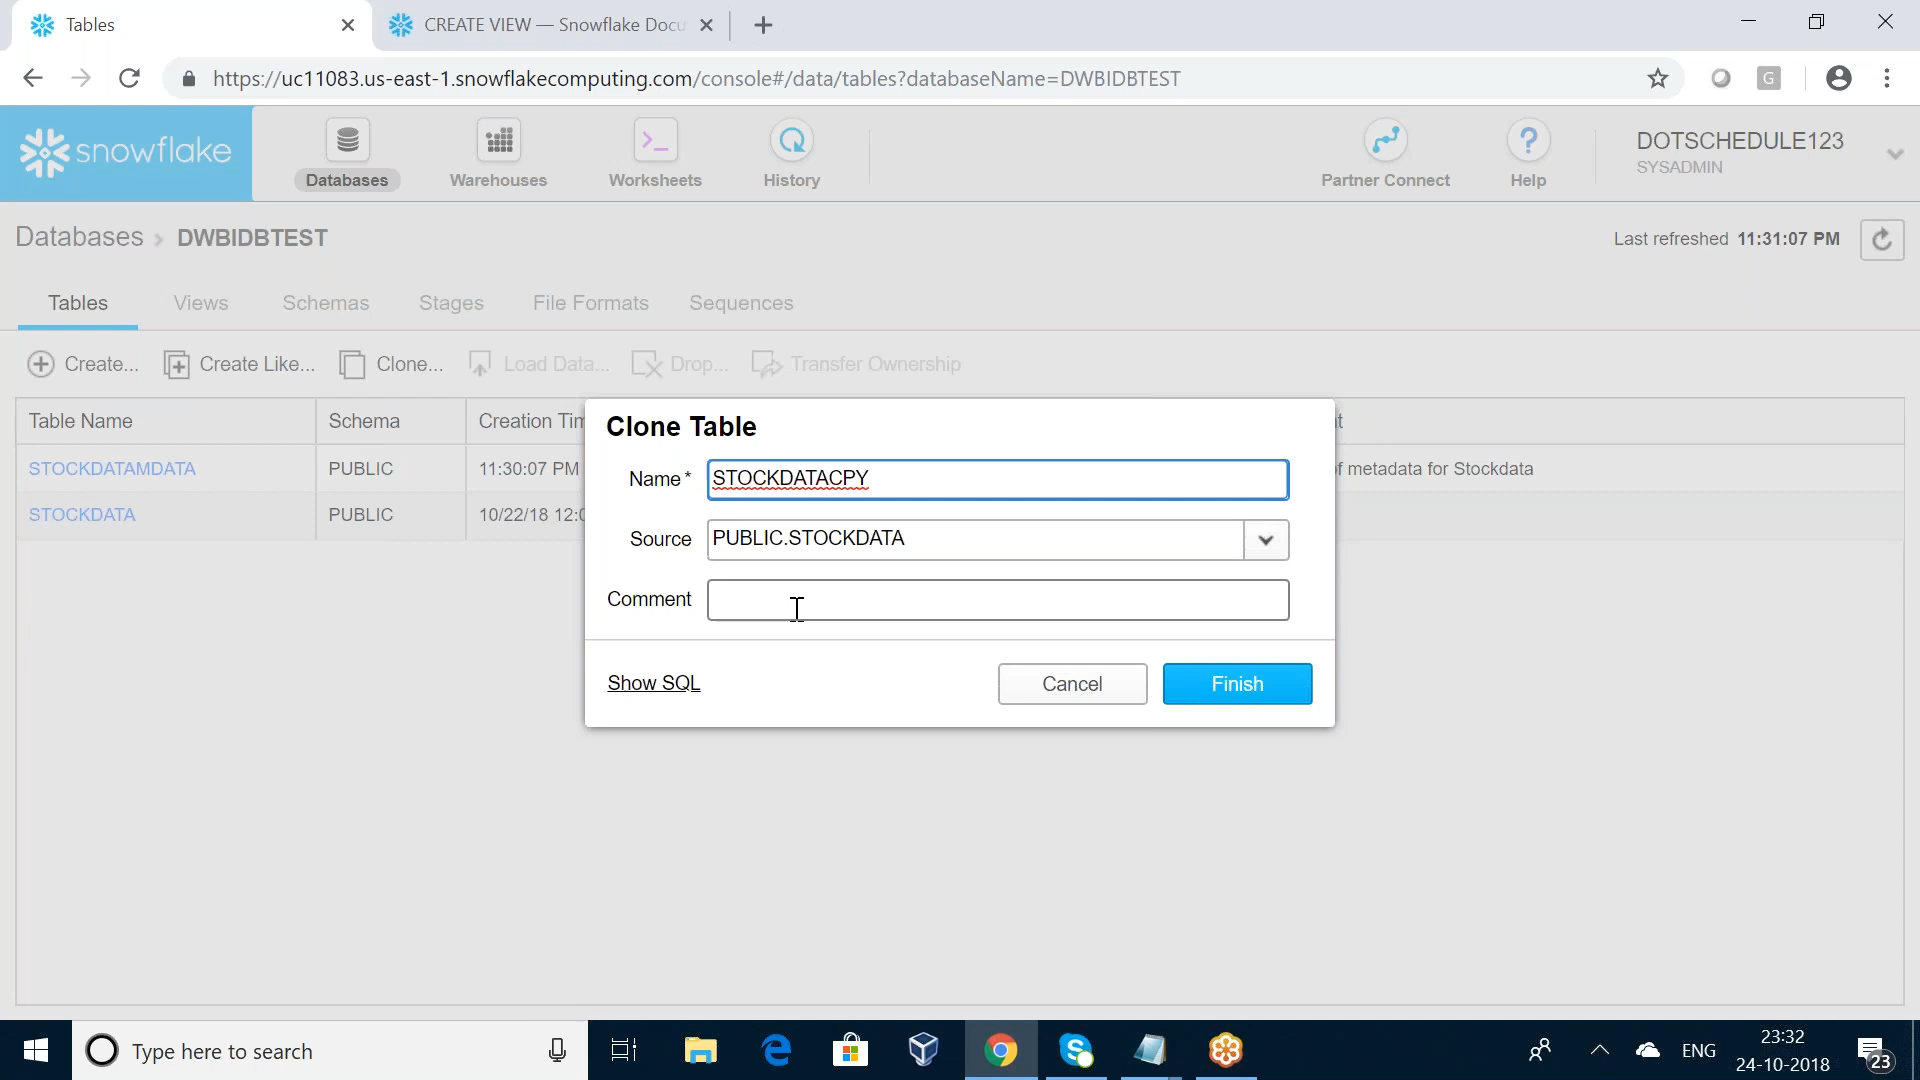 Tables
CREATE VIEW — Snowflake Docu
https://uc11083.us-east-1.snowflakecomputing.com/console#/data/tables?databaseName=DWBIDBTEST
G
snowflake
Databases
Warehouses
Worksheets
History
Partner Connect
Help
DOTSCHEDULE123
SYSADMIN
Databases > DWBIDBTEST
Last refreshed 11:31:07 PM
Tables Views Schemas Stages File Formats Sequences
Create... Create Like... Clone... Load Data... Drop... Transfer Ownership
Table Name Schema Creation Tim t
STOCKDATAMDATA PUBLIC 11:30:07 PM f metadata for Stockdata
STOCKDATA PUBLIC 10/22/18 12:0
Clone Table
Name* STOCKDATACPY
Source PUBLIC.STOCKDATA
Comment
Show SQL Cancel Finish
Type here to search
ENG
23:32
24-10-2018
23